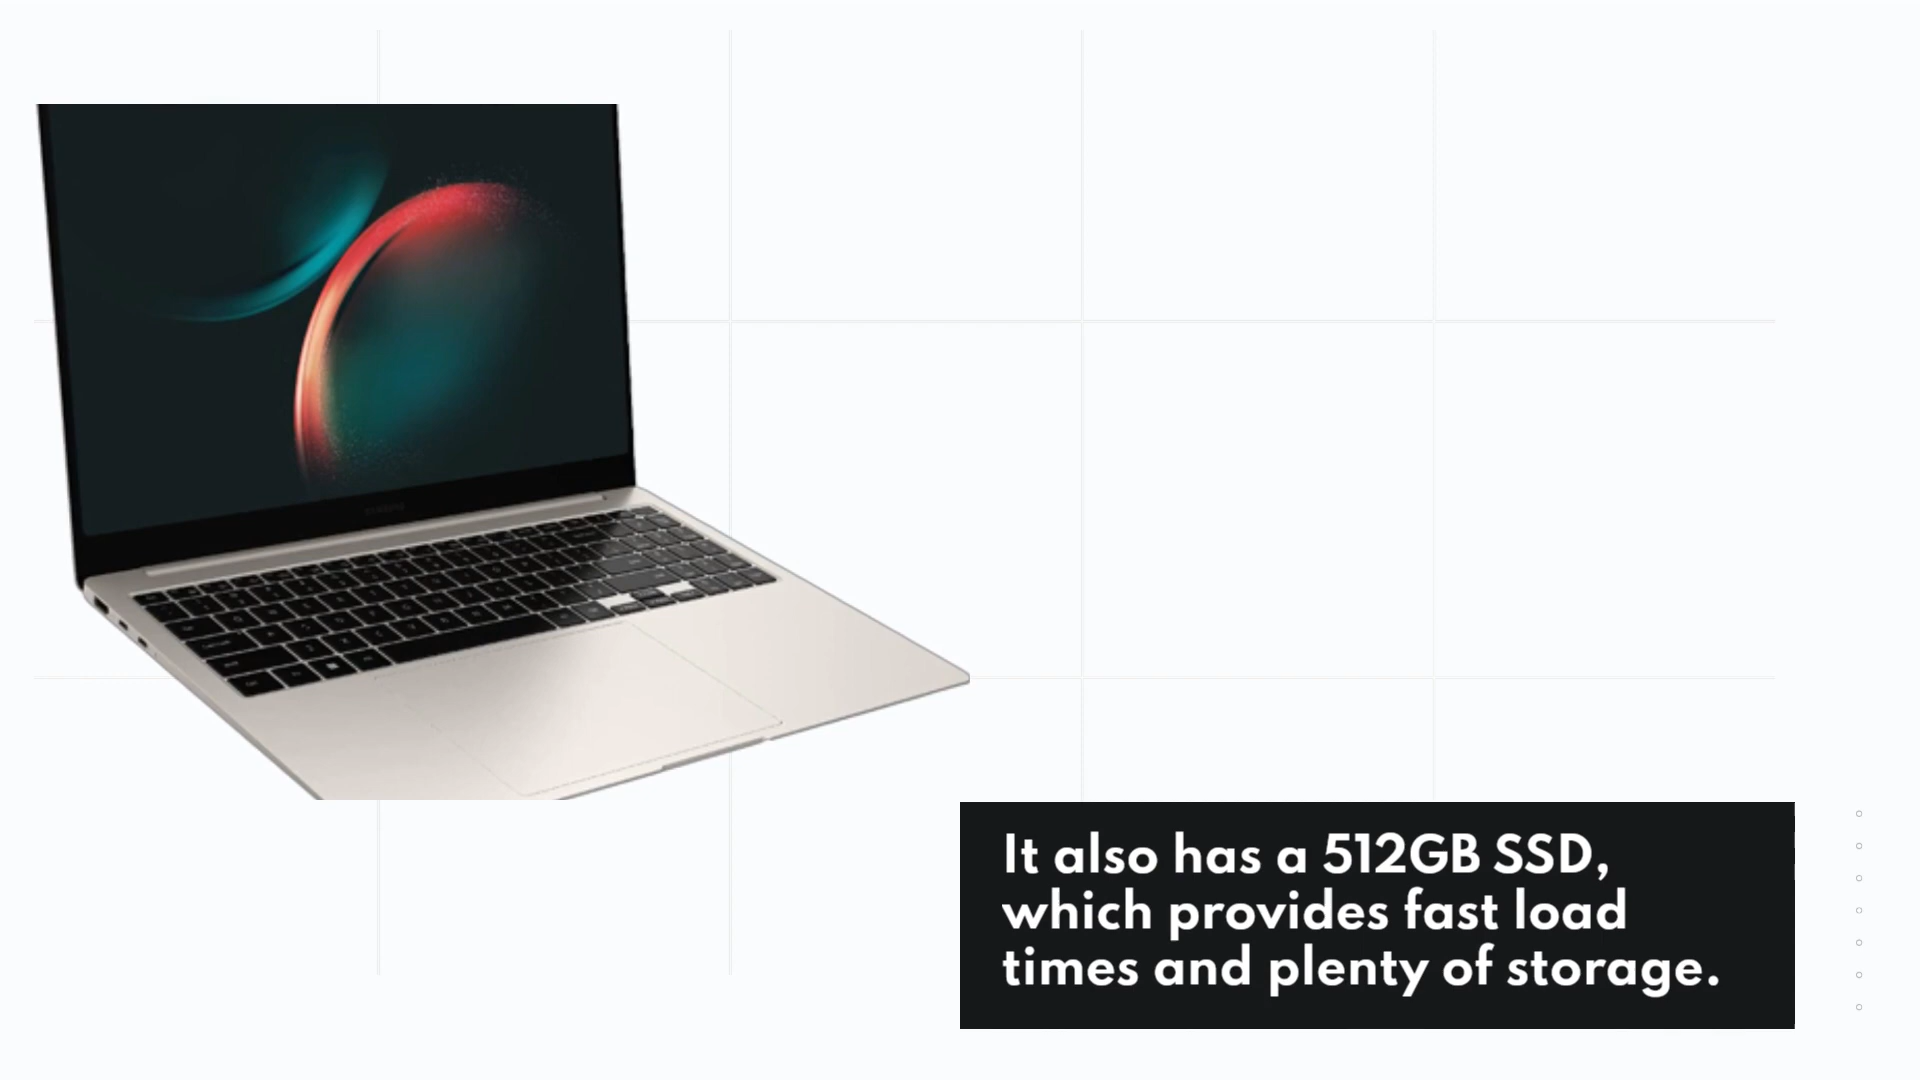 It also has a 512GB SSD,
which provides fast load
times and plenty of storage.